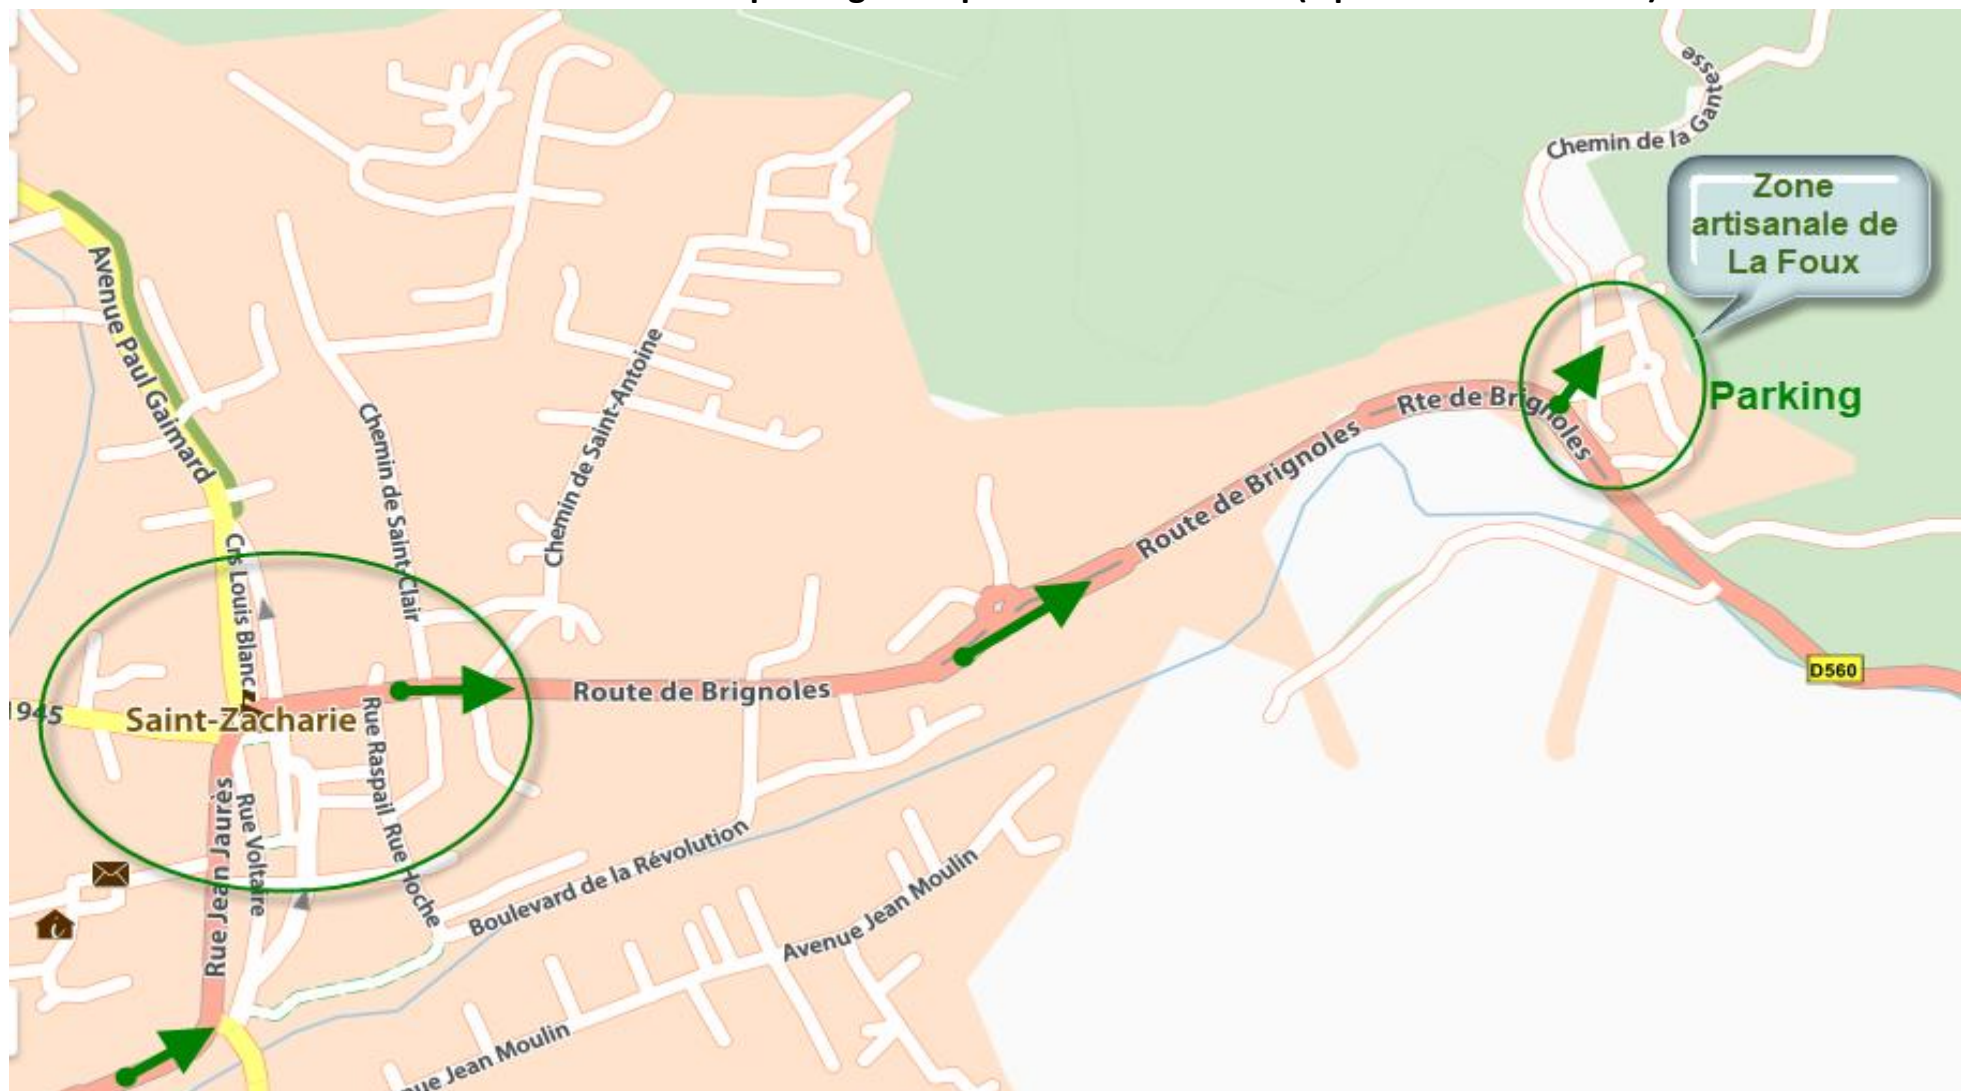 Chemin de la Gantesse
Zone
artisanale de
La Foux
Avenue Paul Gaimard
Chemin de Saint-Antoine
Chemin de Saint-Clair
Rte de Brignoles
Parking
Route de Brignoles
Crs Louis Blanc
Route de Brignoles
D560
1945
Saint-Zacharie
Rue Raspail
Rue Jean Jaurès
Rue Voltaire
Rue Hoche
Boulevard de la Révolution
Avenue Jean Moulin
Jean Moulin